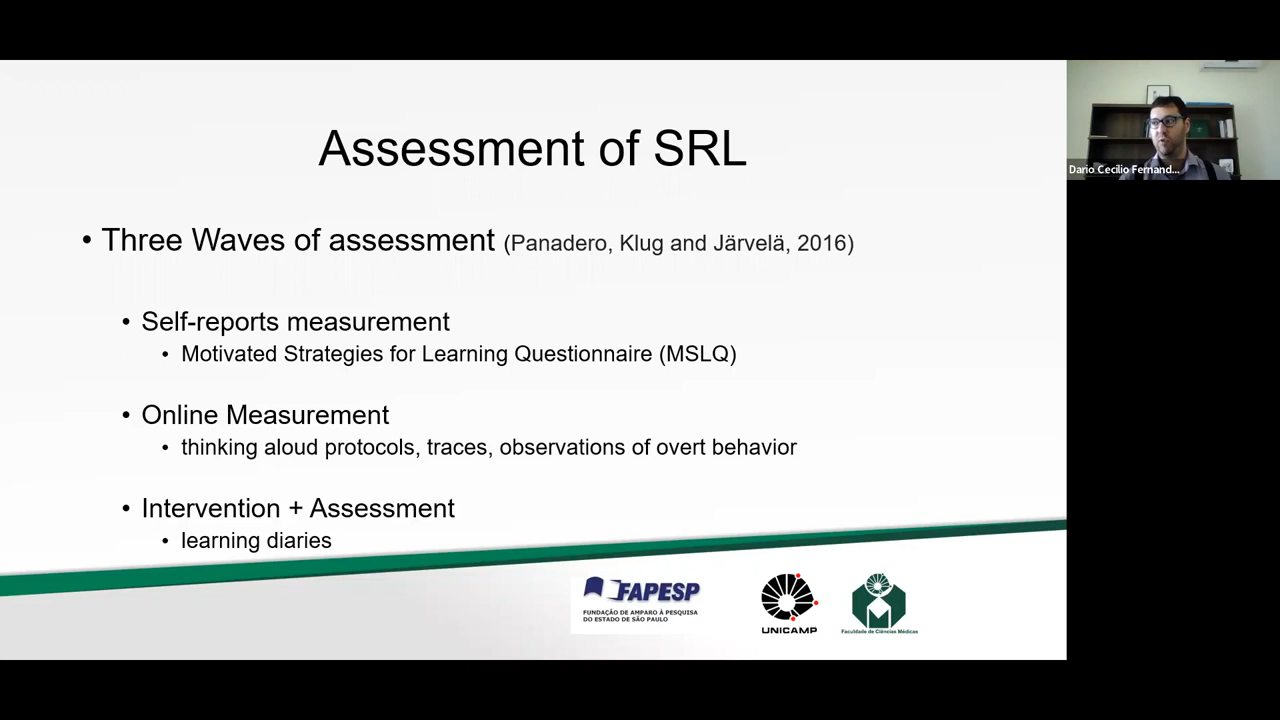 Assessment of SRL
• Three Waves of assessment (Panadero, Klug and Järvelä, 2016)
• Self-reports measurement
• Motivated Strategies for Learning Questionnaire (MSLQ)
• Online Measurement
• thinking aloud protocols, traces, observations of overt behavior
• Intervention + Assessment
• learning diaries
FAPESP
FUNDAÇÃO DE AMPARO À PESQUISA
DO ESTADO DE SÃO PAULO
UNICAMP
Faculdade de Ciências Médicas
Dario Cecilio Fernand...